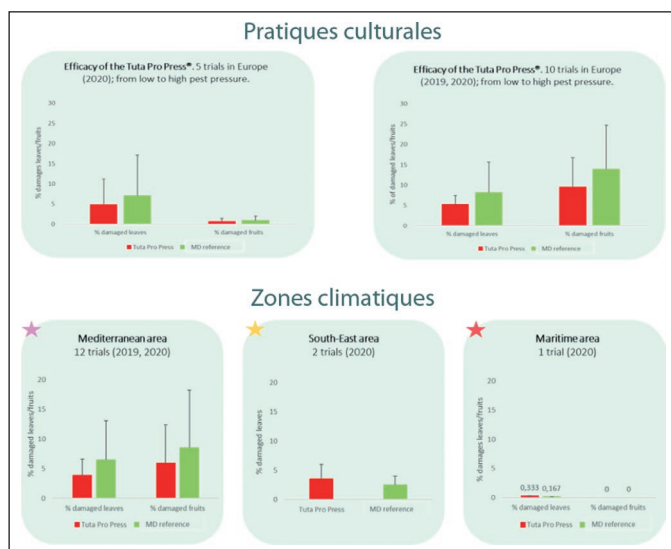 Pratiques culturales
Efficacy of the Tuta Pro Press®. 5 trials in Europe
(2020); from low to high pest pressure.
% damages leaves/fruits
30
25
20
15
10
5
0
% damaged leaves
% damaged fruits
Tuta Pro Press
MD reference
Efficacy of the Tuta Pro Press®. 10 trials in Europe
(2019, 2020); from low to high pest pressure.
% of damaged leaves/fruits
30
25
20
15
10
5
0
% damaged leaves
% damaged fruits
Tuta Pro Press
MD reference
Zones climatiques
Mediterranean area
12 trials (2019, 2020)
% damaged leaves/fruits
20
15
10
5
0
% damaged leaves
% damaged fruits
Tuta Pro Press
MD reference
South-East area
2 trials (2020)
% damaged leaves
20
15
10
5
0
Tuta Pro Press
MD reference
Maritime area
1 trial (2020)
% damages leaves/fruits
20
15
10
5
0
0,333 0,167
0 0
% damaged leaves
% damaged fruits
Tuta Pro Press
MD reference